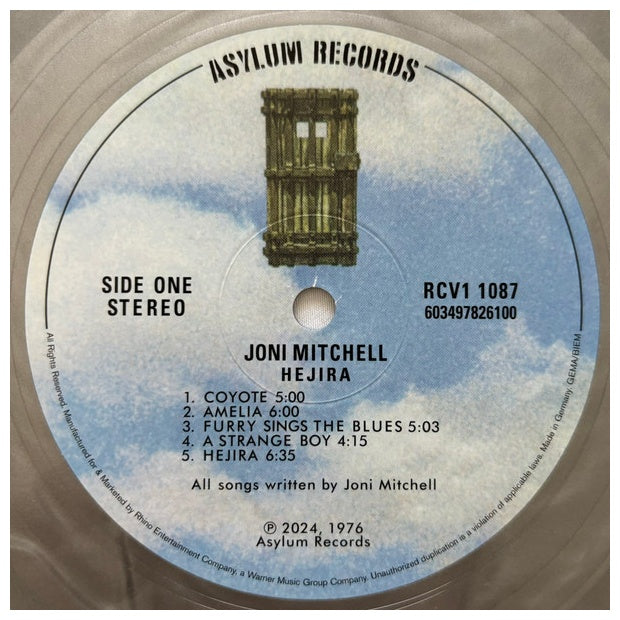 ASYLUM RECORDS
SIDE ONE
STEREO
RCV1 1087
603497826100
JONI MITCHELL
HEJIRA
1. COYOTE 5:00
2. AMELIA 6:00
3. FURRY SINGS THE BLUES 5:03
4. A STRANGE BOY 4:15
5. HEJIRA 6:35
All songs written by Joni Mitchell
℗ 2024, 1976
Asylum Records
All Rights Reserved. Manufactured for & Marketed by Rhino Entertainment Company, a Warner Music Group Company. Unauthorized duplication is a violation of applicable laws. Made in Germany. GEMA/BIEM